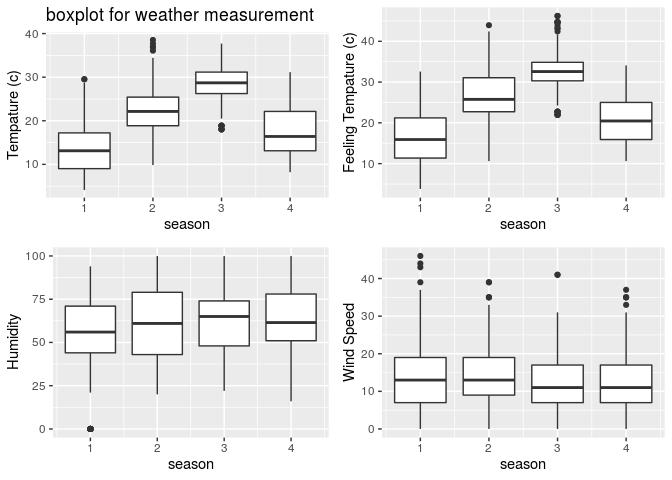 boxplot for weather measurement
Tempature (c)
40
30
20
10
1 2 3 4
season
Feeling Tempature (c)
40
30
20
10
1 2 3 4
season
Humidity
100
75
50
25
0
1 2 3 4
season
Wind Speed
40
30
20
10
0
1 2 3 4
season